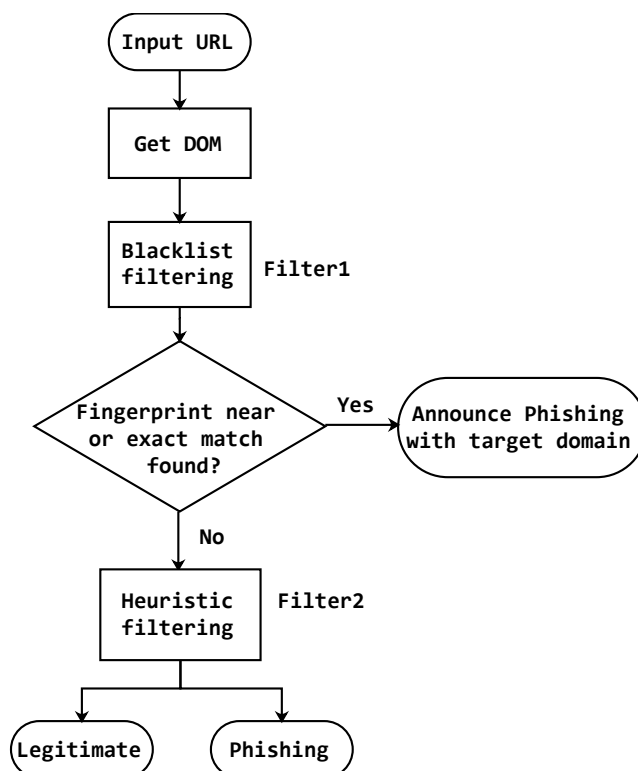 Input URL
Get DOM
Blacklist
filtering
Filter1
Fingerprint near
or exact match
found?
Yes
Announce Phishing
with target domain
No
Heuristic
filtering
Filter2
Legitimate
Phishing